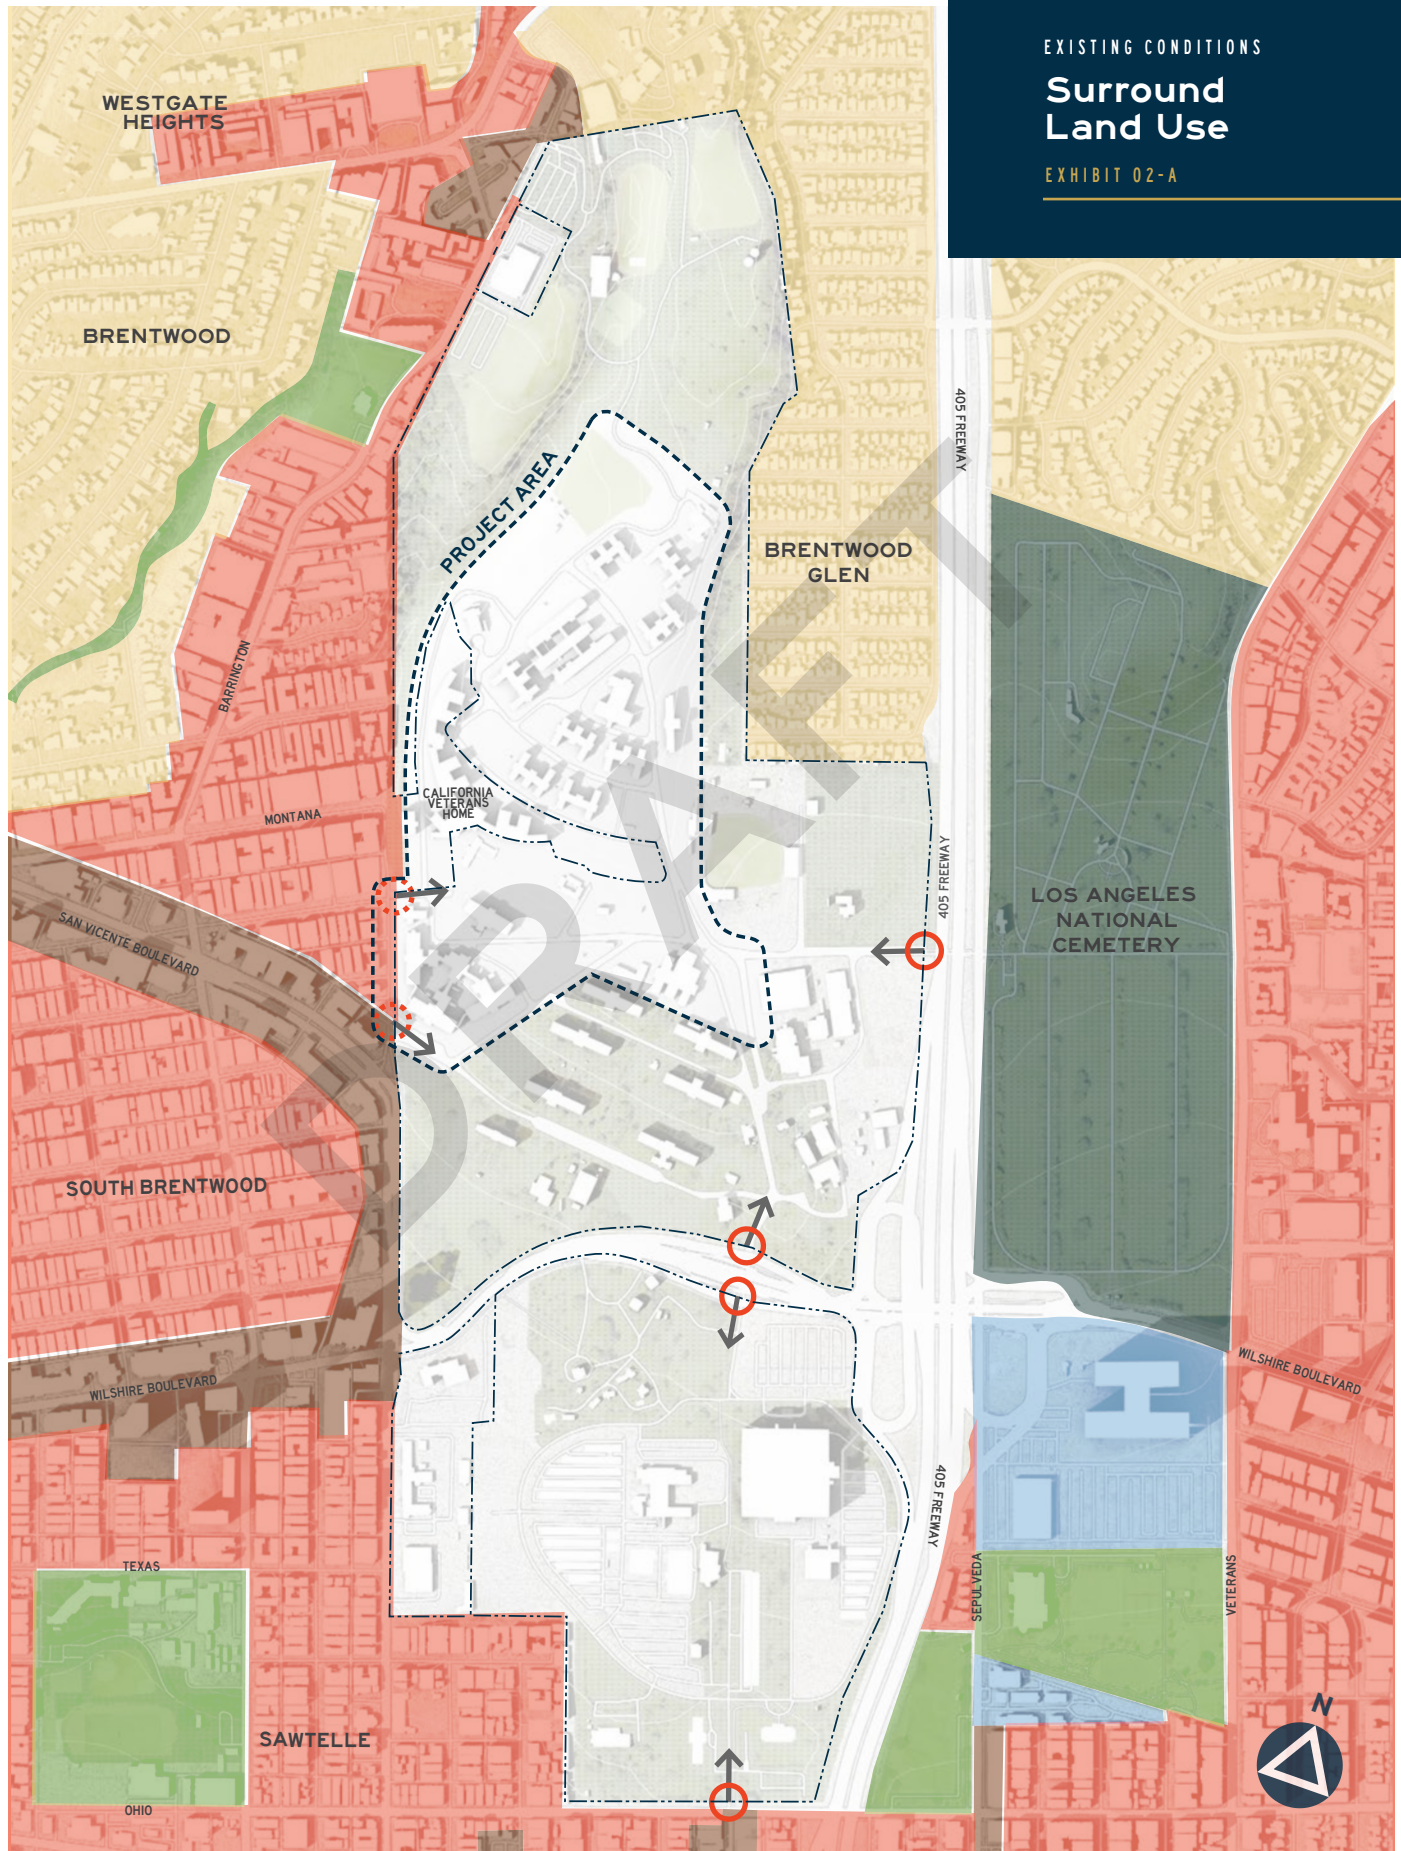 EXISTING CONDITIONS
Surround
Land Use
EXHIBIT 02-A
WESTGATE
HEIGHTS
BRENTWOOD
405 FREEWAY
PROJECT AREA
BRENTWOOD
GLEN
BARRINGTON
CALIFORNIA
VETERANS
HOME
MONTANA
405 FREEWAY
LOS ANGELES
NATIONAL
CEMETERY
SAN VICENTE BOULEVARD
DRAFT
SOUTH BRENTWOOD
WILSHIRE BOULEVARD
WILSHIRE BOULEVARD
405 FREEWAY
TEXAS
SEPULVEDA
VETERANS
SAWTELLE
N
OHIO